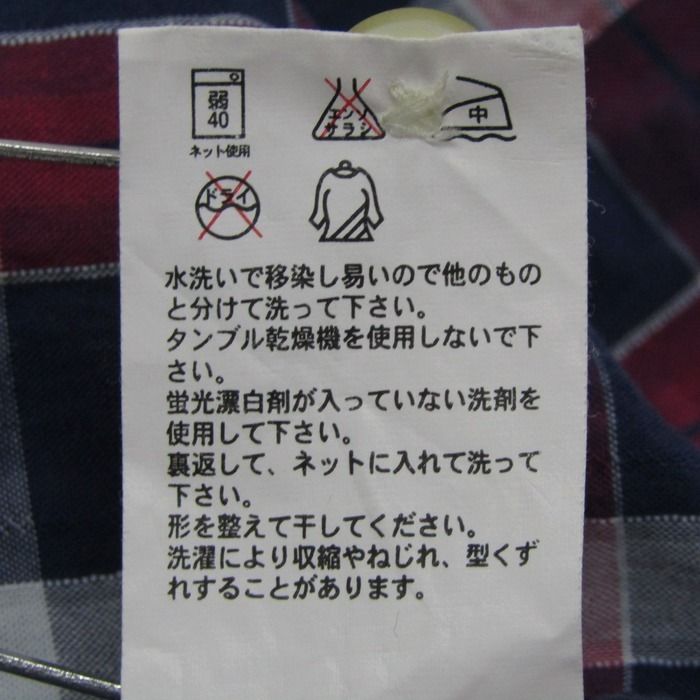 弱
40
ネット使用
エンソ
サラシ
中
ドライ
水洗いで移染し易いので他のもの
と分けて洗って下さい。
タンブル乾燥機を使用しないで下
さい。
蛍光漂白剤が入っていない洗剤を
使用して下さい。
裏返して、ネットに入れて洗って
下さい。
形を整えて干してください。
洗濯により収縮やねじれ、型くず
れすることがあります。